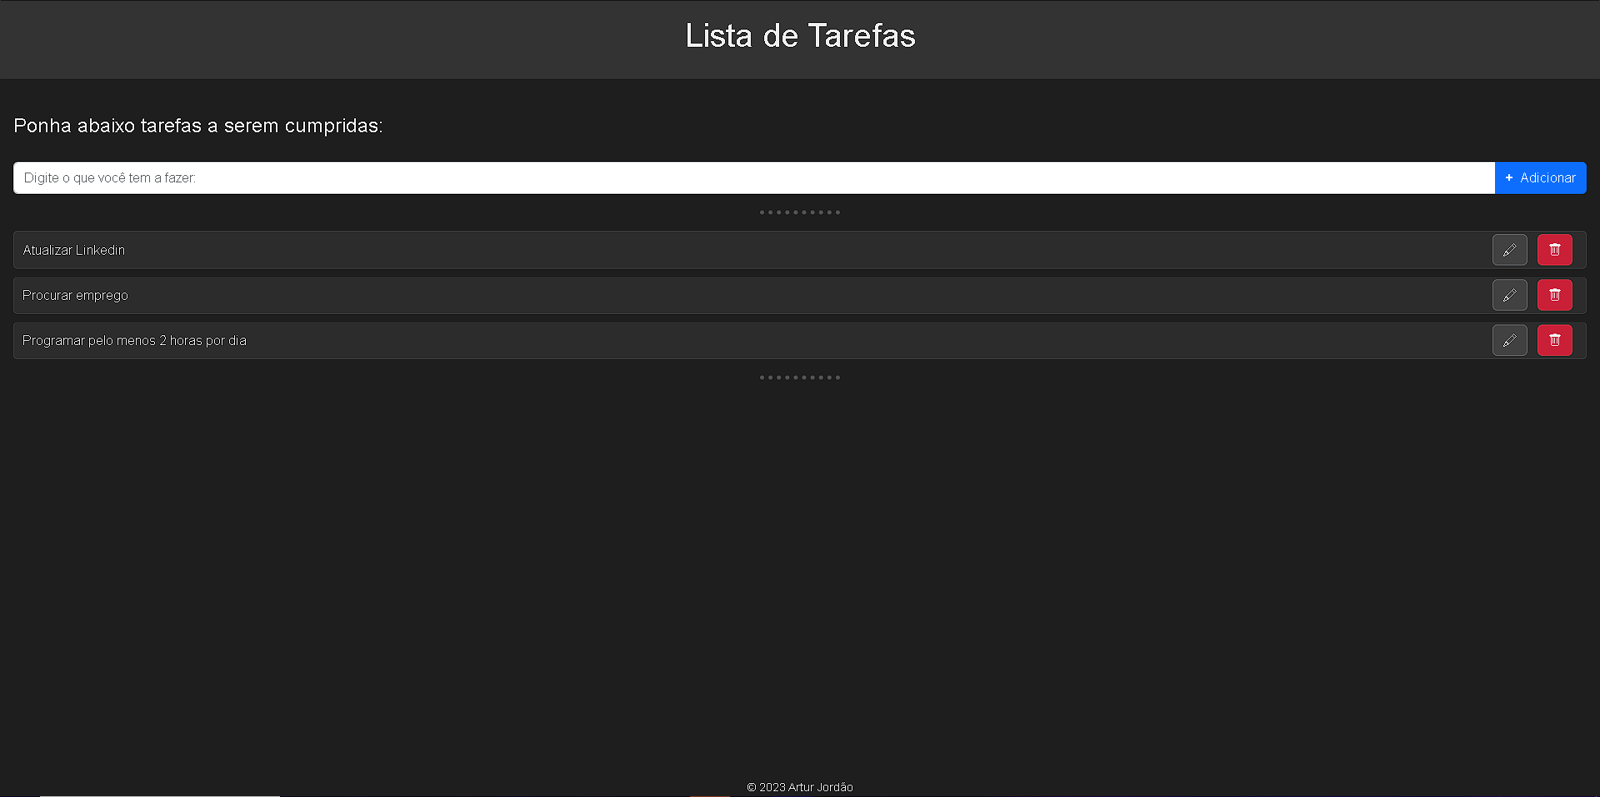 Lista de Tarefas
Ponha abaixo tarefas a serem cumpridas:
Digite o que você tem a fazer:
+ Adicionar
Atualizar Linkedin
Procurar emprego
Programar pelo menos 2 horas por dia
© 2023 Artur Jordão